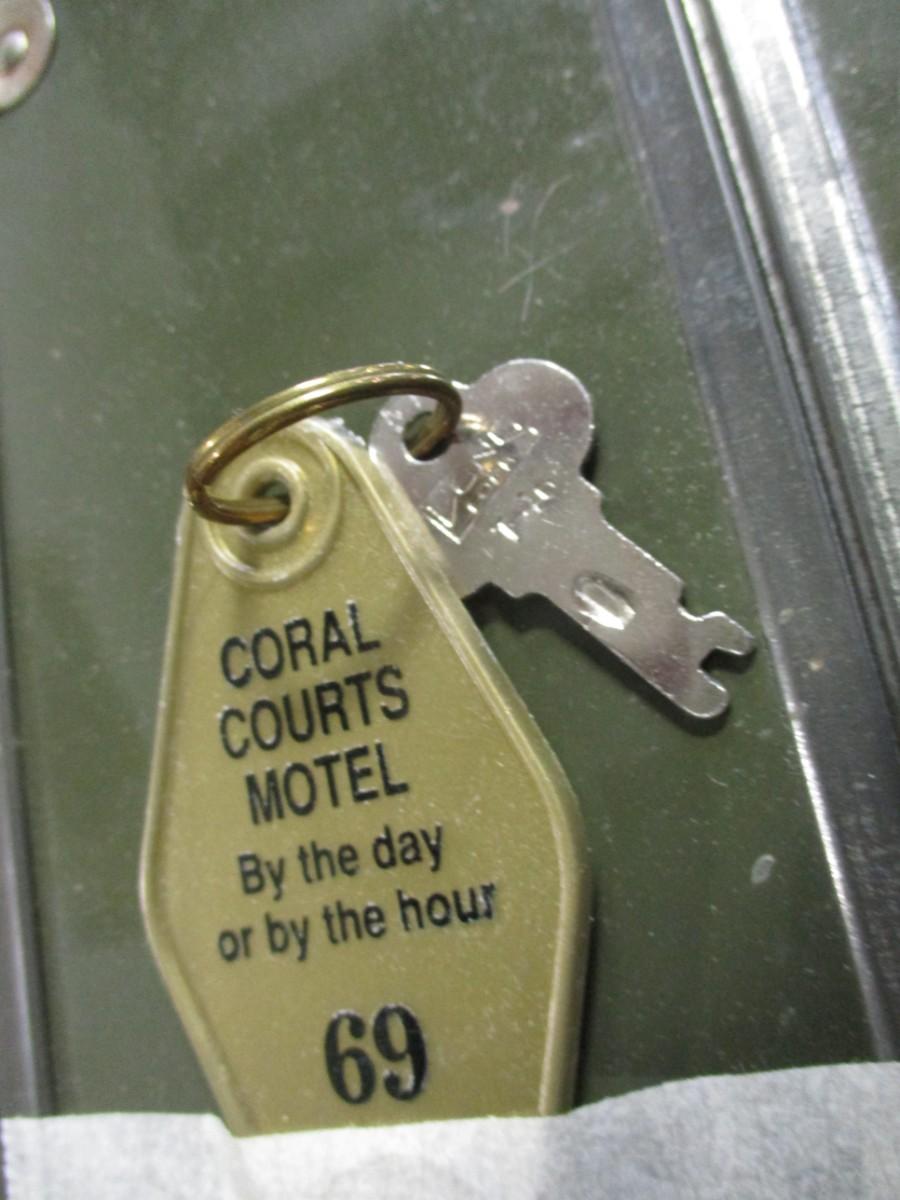 CORAL
COURTS
MOTEL
By the day
or by the hour
69